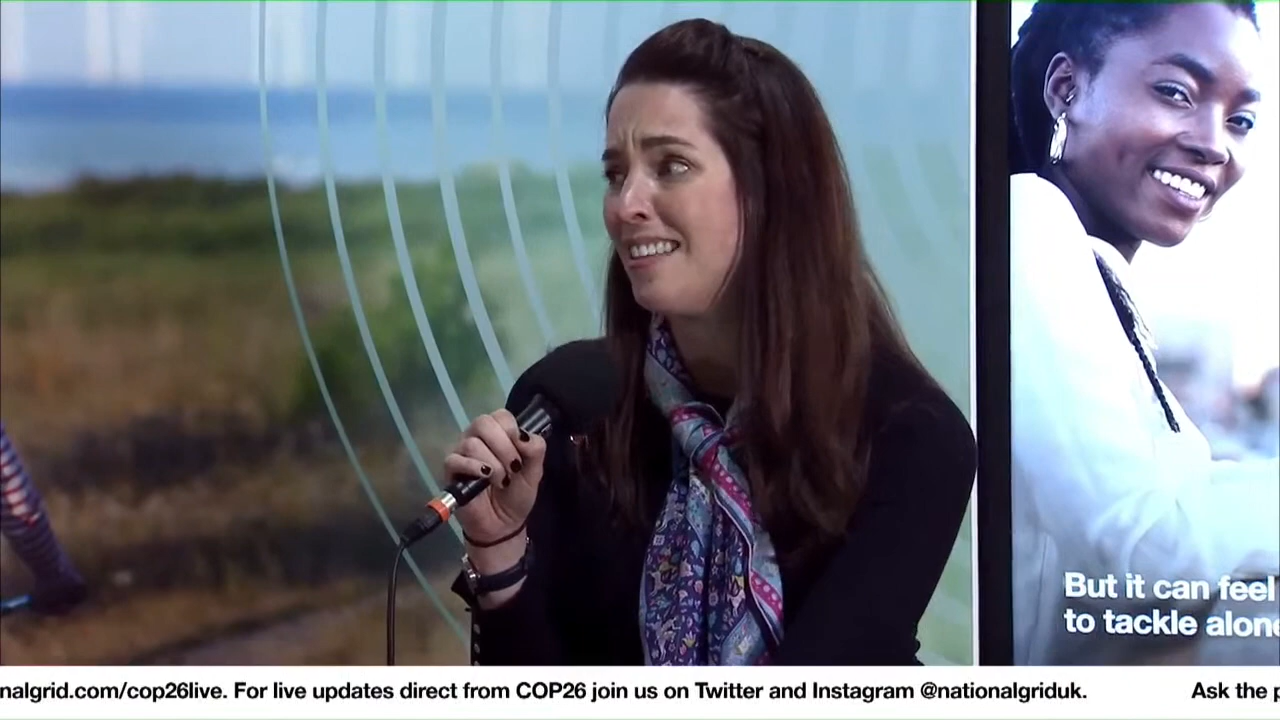 But it can feel
to tackle alone
nalgrid.com/cop26live. For live updates direct from COP26 join us on Twitter and Instagram @nationalgriduk. Ask the p